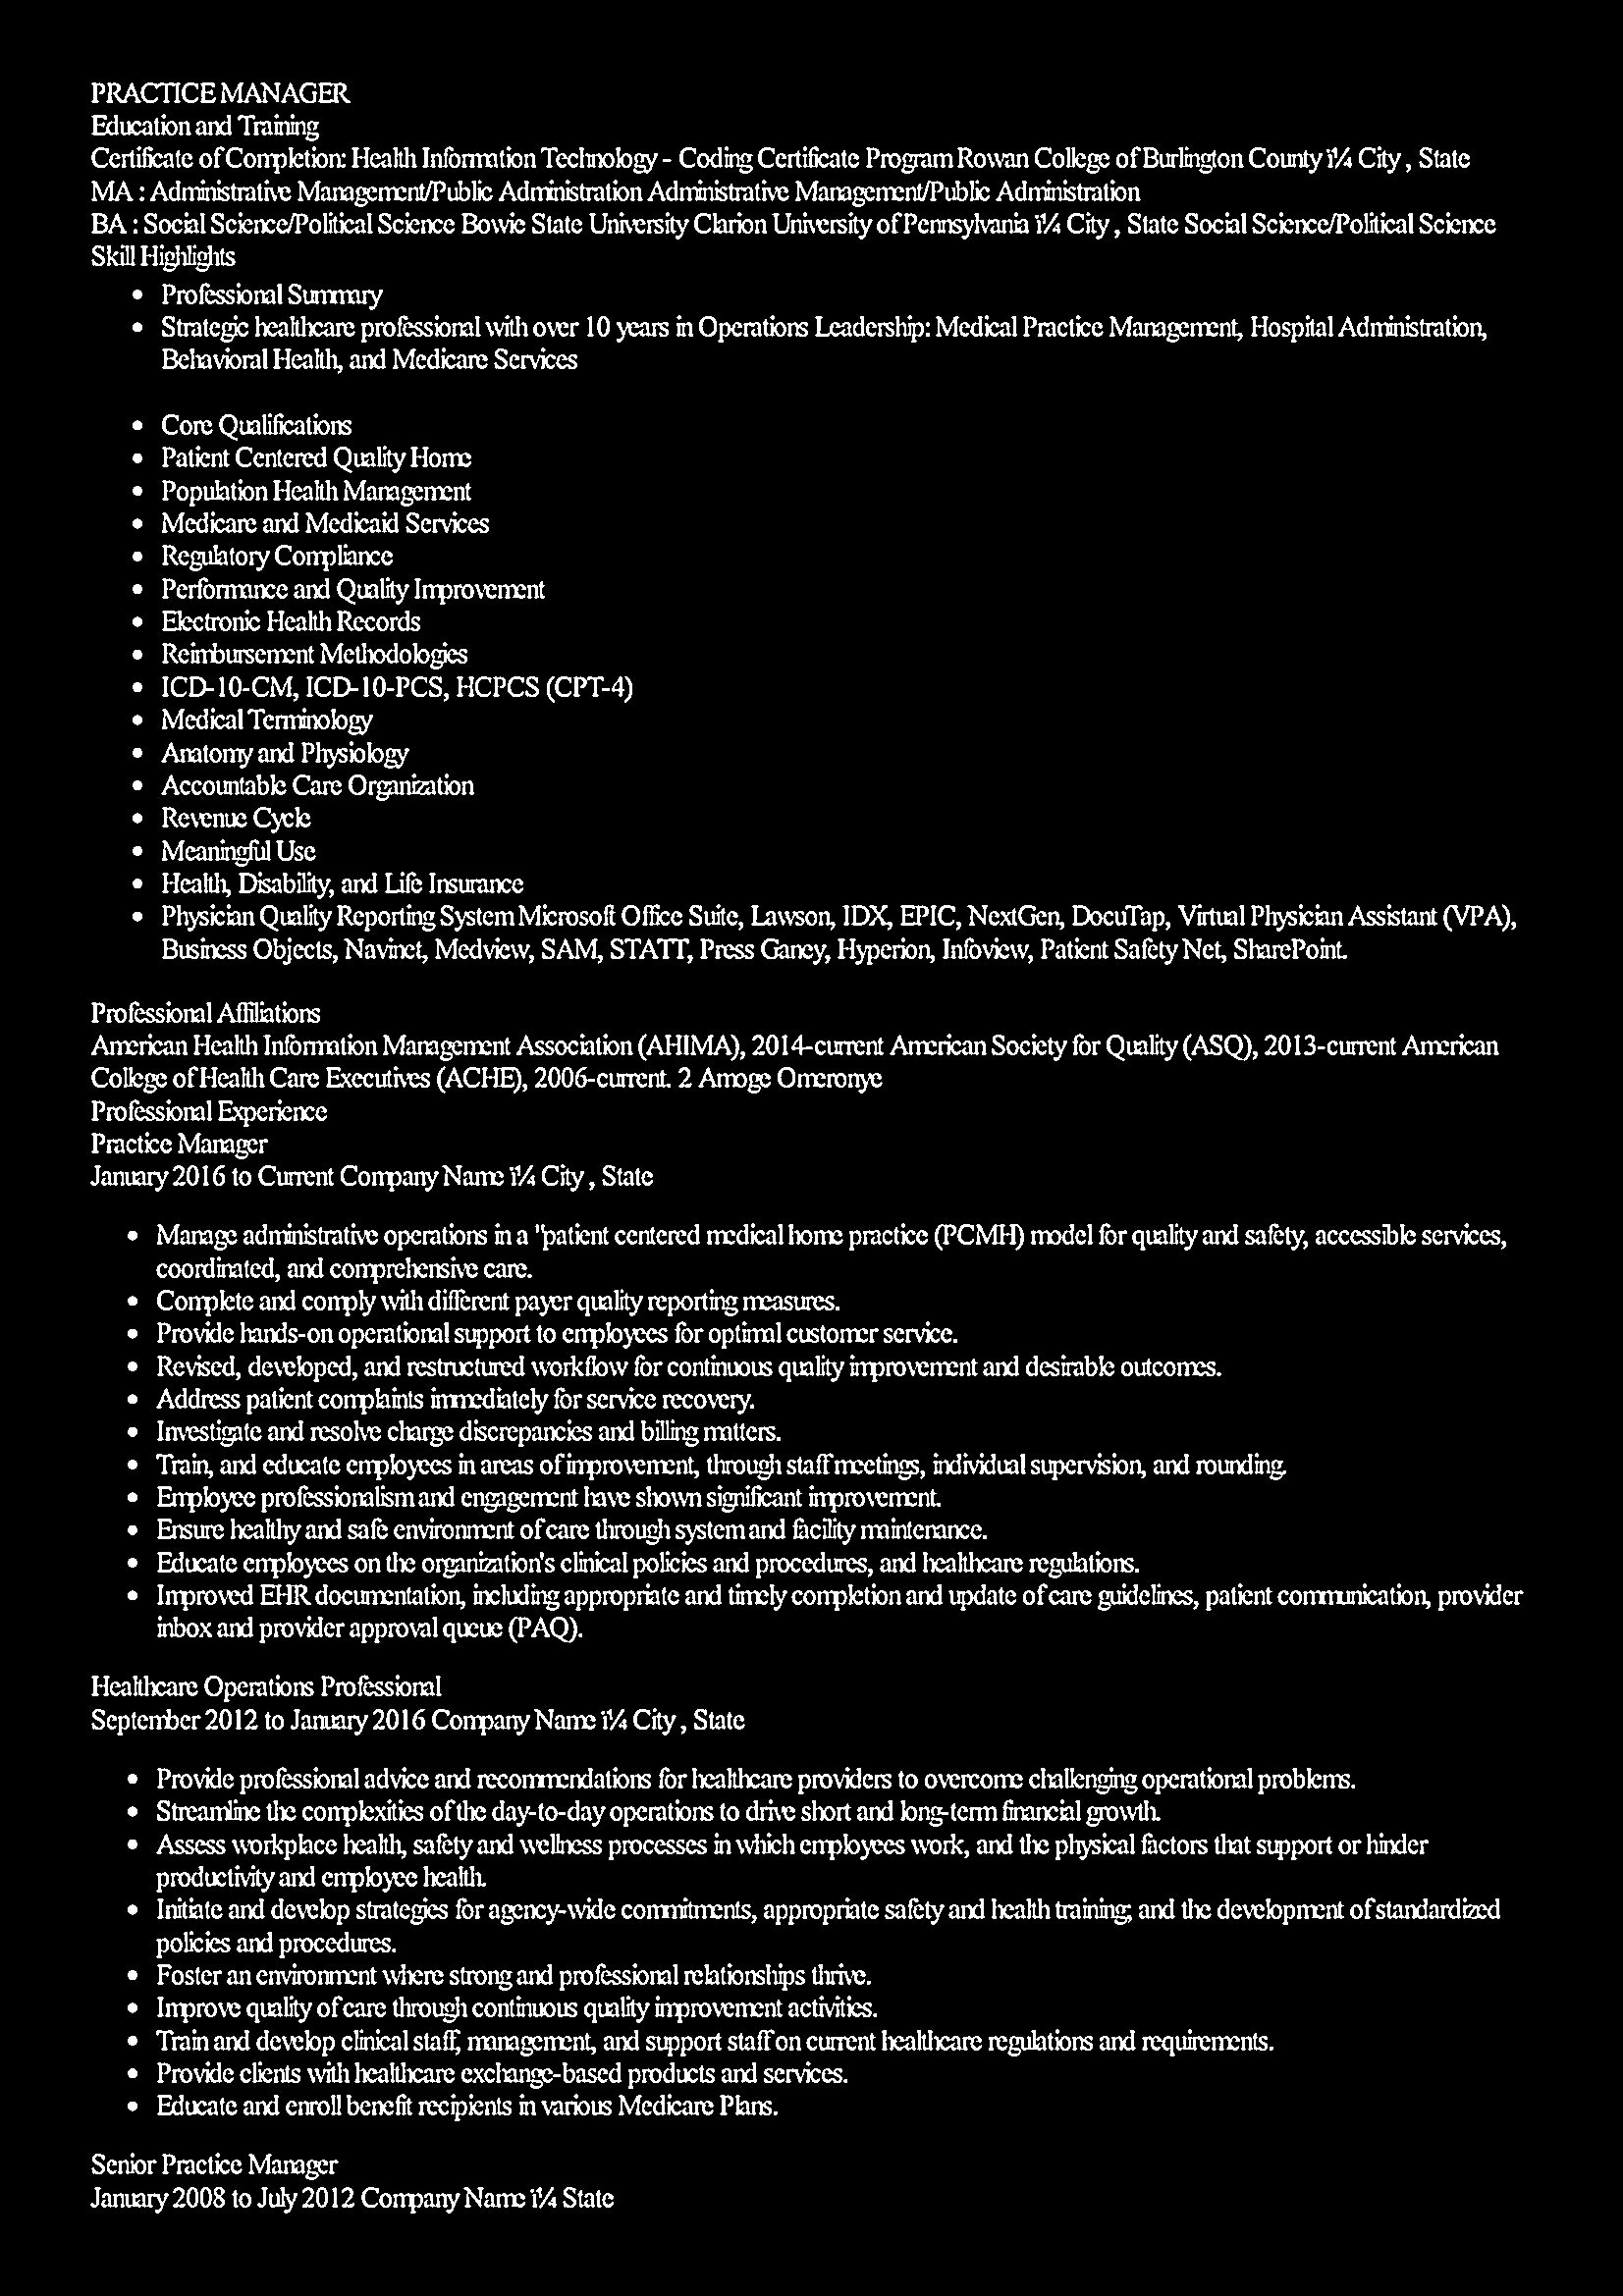 PRACTICE MANAGER
Education and Training
Certificate of Completion: Health Information Technology - Coding Certificate Program Rowan College of Burlington County ï¼ City , State
MA : Administrative Management/Public Administration Administrative Management/Public Administration
BA : Social Science/Political Science Bowie State University Clarion University of Pennsylvania ï¼ City , State Social Science/Political Science
Skill Highlights
• Professional Summary
• Strategic healthcare professional with over 10 years in Operations Leadership: Medical Practice Management, Hospital Administration,
Behavioral Health, and Medicare Services
• Core Qualifications
• Patient Centered Quality Home
• Population Health Management
• Medicare and Medicaid Services
• Regulatory Compliance
• Performance and Quality Improvement
• Electronic Health Records
• Reimbursement Methodologies
• ICD-10-CM, ICD-10-PCS, HCPCS (CPT-4)
• Medical Terminology
• Anatomy and Physiology
• Accountable Care Organization
• Revenue Cycle
• Meaningful Use
• Health, Disability, and Life Insurance
• Physician Quality Reporting System Microsoft Office Suite, Lawson, IDX, EPIC, NextGen, DocuTap, Virtual Physician Assistant (VPA),
Business Objects, Navinet, Medview, SAM, STATT, Press Ganey, Hyperion, Infoview, Patient Safety Net, SharePoint.
Professional Affiliations
American Health Information Management Association (AHIMA), 2014-current American Society for Quality (ASQ), 2013-current American
College of Health Care Executives (ACHE), 2006-current. 2 Amoge Omeronye
Professional Experience
Practice Manager
January 2016 to Current Company Name ï¼ City , State
• Manage administrative operations in a "patient centered medical home practice (PCMH) model for quality and safety, accessible services,
coordinated, and comprehensive care.
• Complete and comply with different payer quality reporting measures.
• Provide hands-on operational support to employees for optimal customer service.
• Revised, developed, and restructured workflow for continuous quality improvement and desirable outcomes.
• Address patient complaints immediately for service recovery.
• Investigate and resolve charge discrepancies and billing matters.
• Train, and educate employees in areas of improvement, through staff meetings, individual supervision, and rounding.
• Employee professionalism and engagement have shown significant improvement.
• Ensure healthy and safe environment of care through system and facility maintenance.
• Educate employees on the organization's clinical policies and procedures, and healthcare regulations.
• Improved EHR documentation, including appropriate and timely completion and update of care guidelines, patient communication, provider
inbox and provider approval queue (PAQ).
Healthcare Operations Professional
September 2012 to January 2016 Company Name ï¼ City , State
• Provide professional advice and recommendations for healthcare providers to overcome challenging operational problems.
• Streamline the complexities of the day-to-day operations to drive short and long-term financial growth.
• Assess workplace health, safety and wellness processes in which employees work, and the physical factors that support or hinder
productivity and employee health.
• Initiate and develop strategies for agency-wide commitments, appropriate safety and health training; and the development of standardized
policies and procedures.
• Foster an environment where strong and professional relationships thrive.
• Improve quality of care through continuous quality improvement activities.
• Train and develop clinical staff, management, and support staff on current healthcare regulations and requirements.
• Provide clients with healthcare exchange-based products and services.
• Educate and enroll benefit recipients in various Medicare Plans.
Senior Practice Manager
January 2008 to July 2012 Company Name ï¼ State